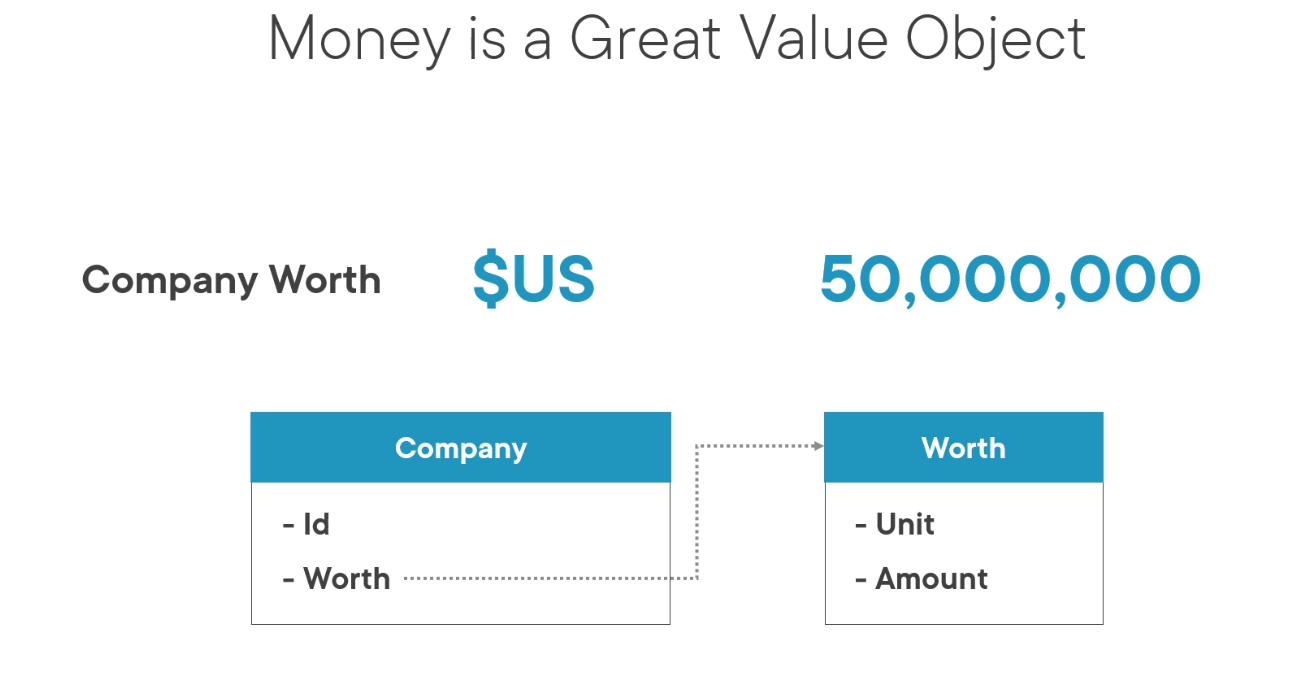 Money is a Great Value Object
Company Worth $US 50,000,000
Company
- Id
- Worth
Worth
- Unit
- Amount